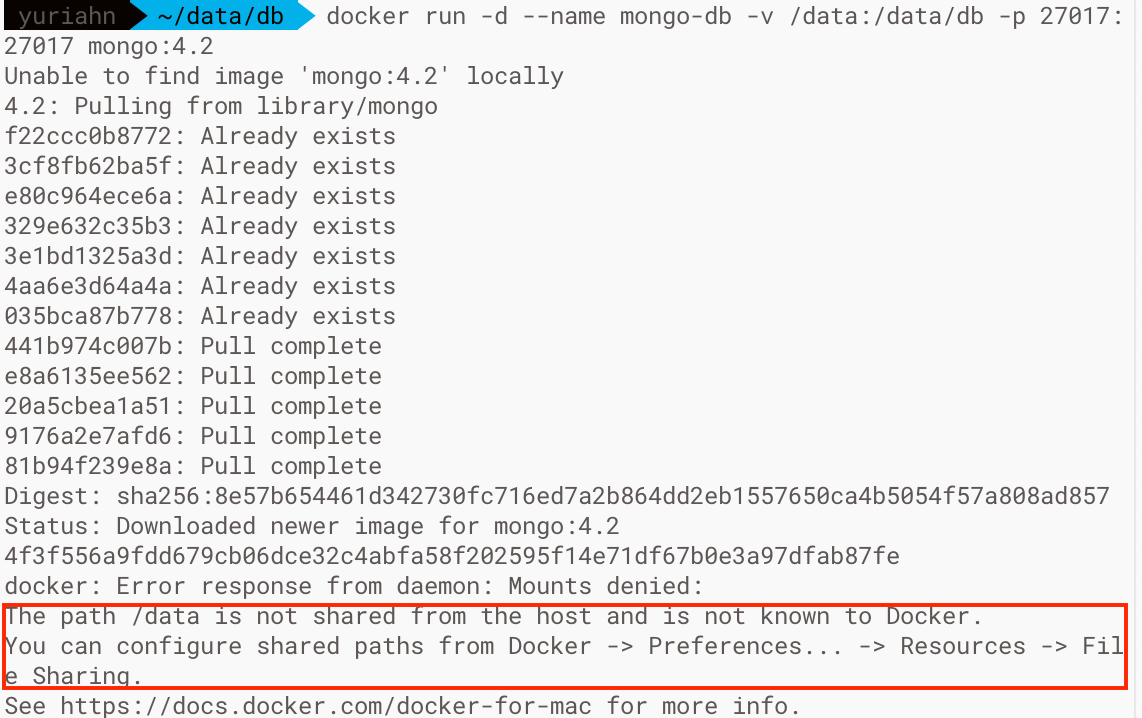 yuriahn ~/data/db docker run -d --name mongo-db -v /data:/data/db -p 27017:
27017 mongo:4.2
Unable to find image 'mongo:4.2' locally
4.2: Pulling from library/mongo
f22ccc0b8772: Already exists
3cf8fb62ba5f: Already exists
e80c964ece6a: Already exists
329e632c35b3: Already exists
3e1bd1325a3d: Already exists
4aa6e3d64a4a: Already exists
035bca87b778: Already exists
441b974c007b: Pull complete
e8a6135ee562: Pull complete
20a5cbea1a51: Pull complete
9176a2e7afd6: Pull complete
81b94f239e8a: Pull complete
Digest: sha256:8e57b654461d342730fc716ed7a2b864dd2eb1557650ca4b5054f57a808ad857
Status: Downloaded newer image for mongo:4.2
4f3f556a9fdd679cb06dce32c4abfa58f202595f14e71df67b0e3a97dfab87fe
docker: Error response from daemon: Mounts denied:
The path /data is not shared from the host and is not known to Docker.
You can configure shared paths from Docker -> Preferences... -> Resources -> Fil
e Sharing.
See https://docs.docker.com/docker-for-mac for more info.